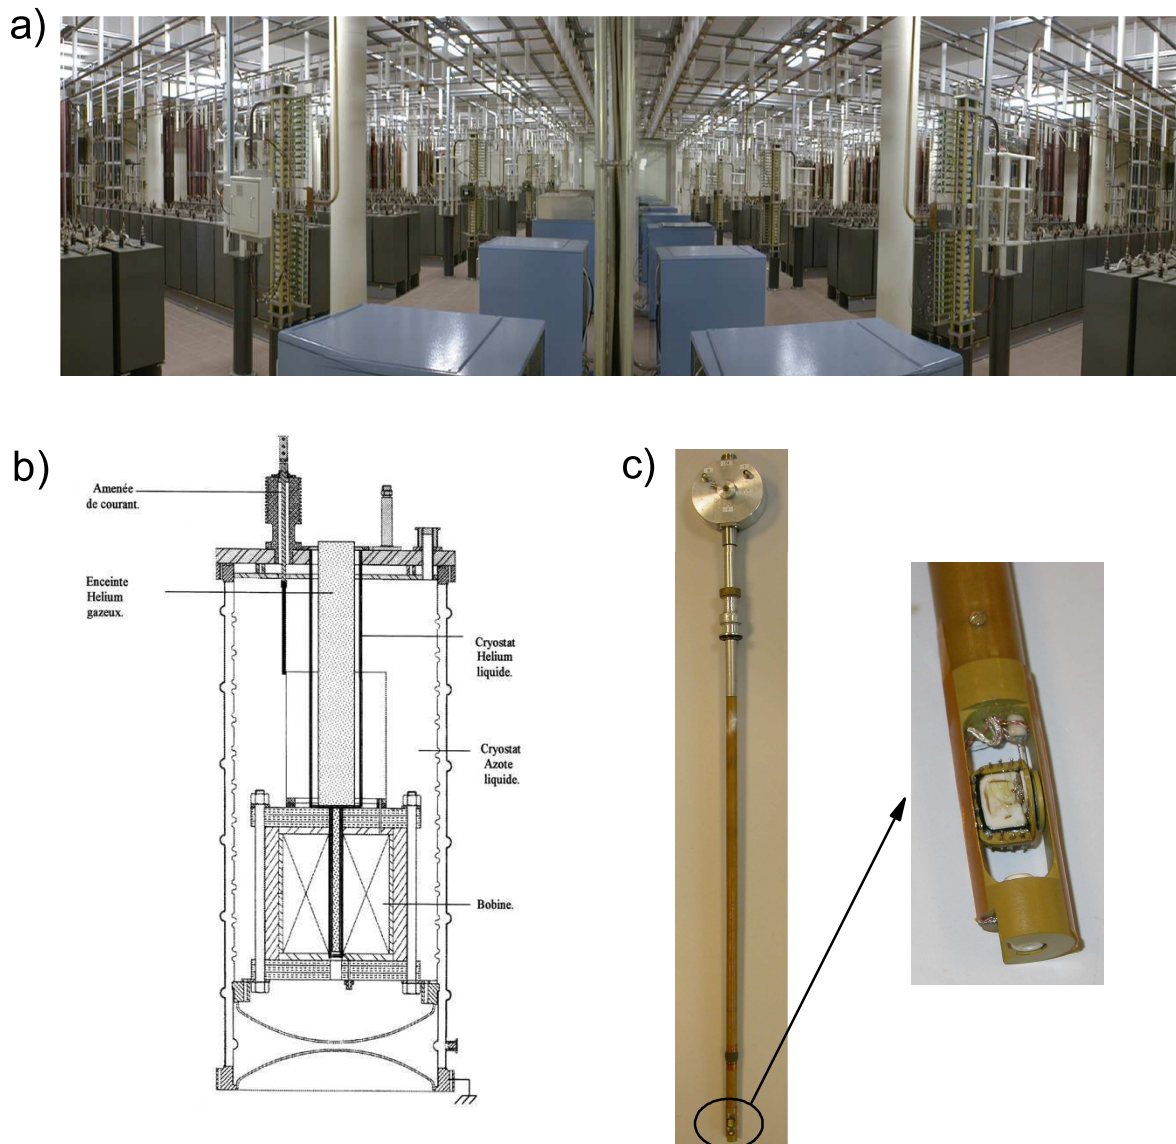 a)
b)
c)
Amenée
de courant.
Enceinte
Helium
gazeux.
Cryostat
Helium
liquide.
Cryostat
Azote
liquide.
Bobine.